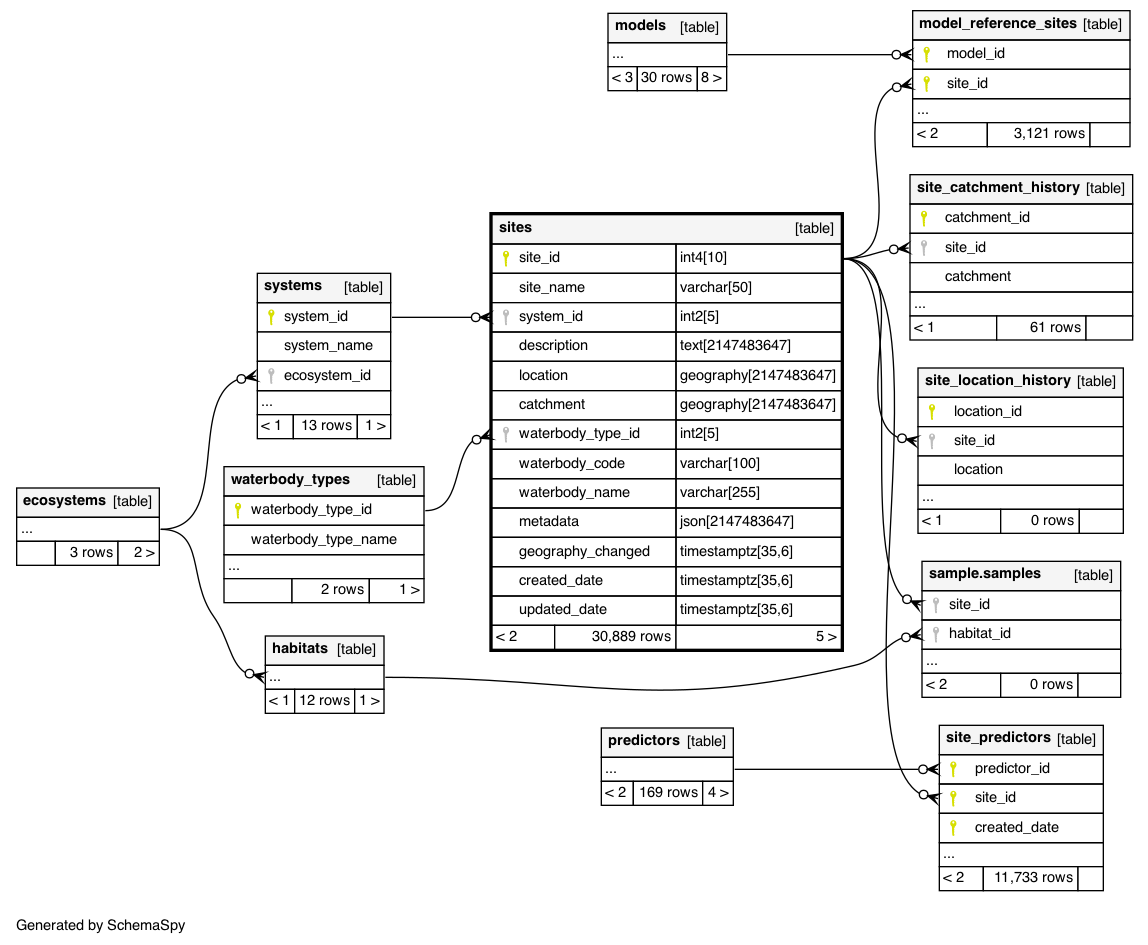 models [table]
...
< 3 30 rows 8 >
model_reference_sites [table]
model_id
site_id
...
< 2 3,121 rows
site_catchment_history [table]
catchment_id
site_id
catchment
...
< 1 61 rows
sites [table]
site_id int4[10]
site_name varchar[50]
system_id int2[5]
description text[2147483647]
location geography[2147483647]
catchment geography[2147483647]
waterbody_type_id int2[5]
waterbody_code varchar[100]
waterbody_name varchar[255]
metadata json[2147483647]
geography_changed timestamptz[35,6]
created_date timestamptz[35,6]
updated_date timestamptz[35,6]
< 2 30,889 rows 5 >
systems [table]
system_id
system_name
ecosystem_id
...
< 1 13 rows 1 >
site_location_history [table]
location_id
site_id
location
...
< 1 0 rows
waterbody_types [table]
waterbody_type_id
waterbody_type_name
...
2 rows 1 >
ecosystems [table]
...
3 rows 2 >
sample.samples [table]
site_id
habitat_id
...
< 2 0 rows
habitats [table]
...
< 1 12 rows 1 >
predictors [table]
...
< 2 169 rows 4 >
site_predictors [table]
predictor_id
site_id
created_date
...
< 2 11,733 rows
Generated by SchemaSpy